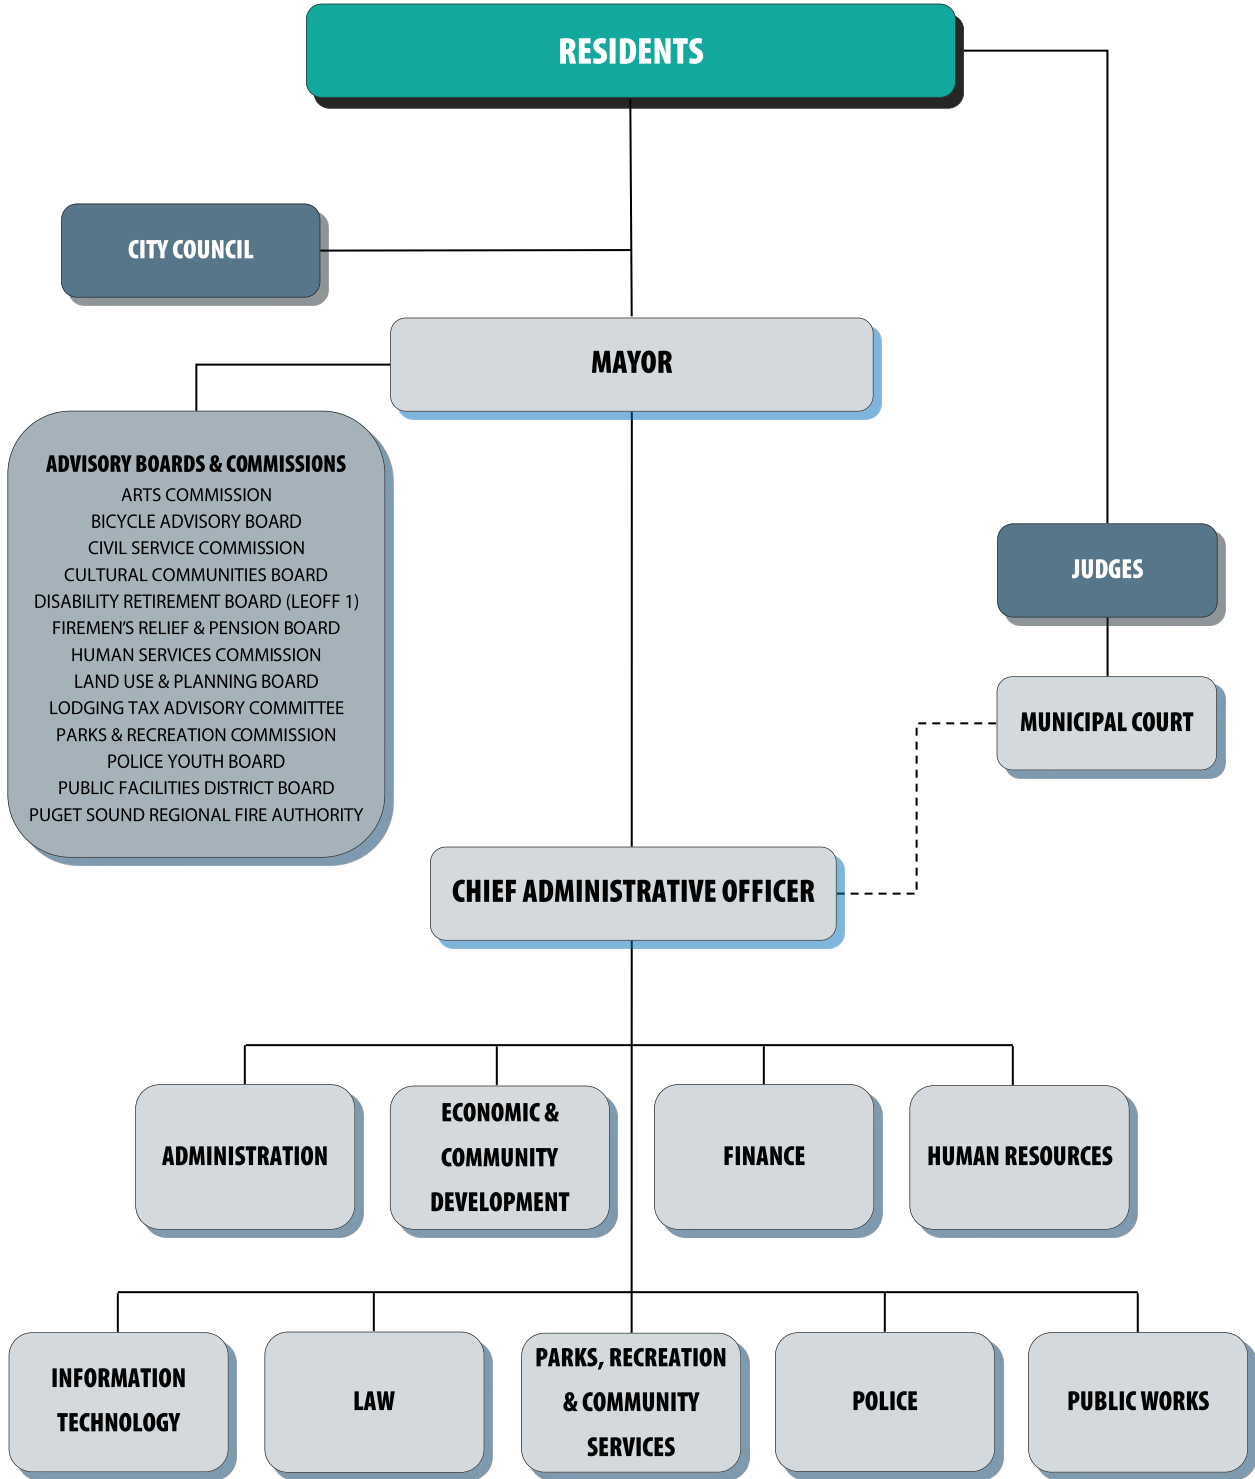 RESIDENTS
CITY COUNCIL
MAYOR
ADVISORY BOARDS & COMMISSIONS
ARTS COMMISSION
BICYCLE ADVISORY BOARD
CIVIL SERVICE COMMISSION
CULTURAL COMMUNITIES BOARD
DISABILITY RETIREMENT BOARD (LEOFF 1)
FIREMEN'S RELIEF & PENSION BOARD
HUMAN SERVICES COMMISSION
LAND USE & PLANNING BOARD
LODGING TAX ADVISORY COMMITTEE
PARKS & RECREATION COMMISSION
POLICE YOUTH BOARD
PUBLIC FACILITIES DISTRICT BOARD
PUGET SOUND REGIONAL FIRE AUTHORITY
JUDGES
MUNICIPAL COURT
CHIEF ADMINISTRATIVE OFFICER
ADMINISTRATION
ECONOMIC &
COMMUNITY
DEVELOPMENT
FINANCE
HUMAN RESOURCES
INFORMATION
TECHNOLOGY
LAW
PARKS, RECREATION
& COMMUNITY
SERVICES
POLICE
PUBLIC WORKS